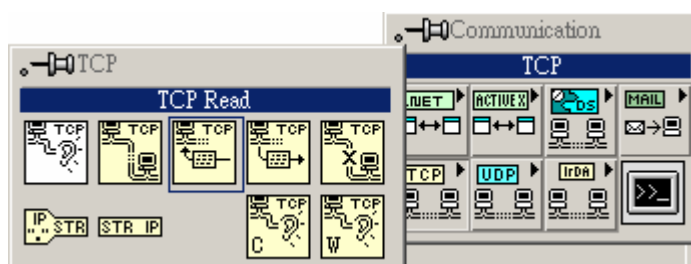 Communication
TCP
TCP
TCP Read
.NET ACTIVEX DS MAIL
TCP TCP TCP TCP TCP
TCP UDP IrDA
>>_
IP STR STR IP TCP TCP
C W